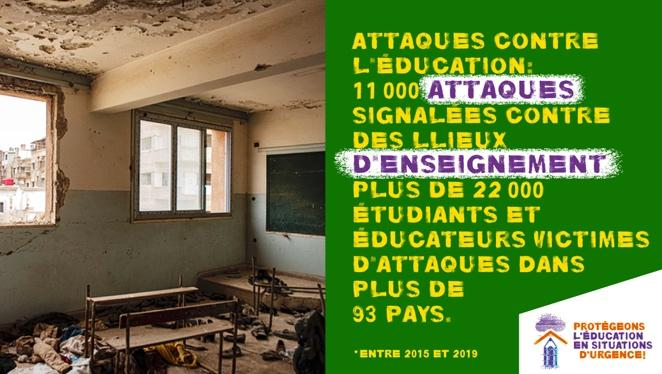 ATTAQUES CONTRE
L'ÉDUCATION:
11 000 ATTAQUES
SIGNALÉES CONTRE
DES LLIEUX
D'ENSEIGNEMENT
PLUS DE 22 000
ÉTUDIANTS ET
ÉDUCATEURS VICTIMES
D'ATTAQUES DANS
PLUS DE
93 PAYS.
*ENTRE 2015 ET 2019
PROTÉGEONS
L'ÉDUCATION
EN SITUATIONS
D'URGENCE!